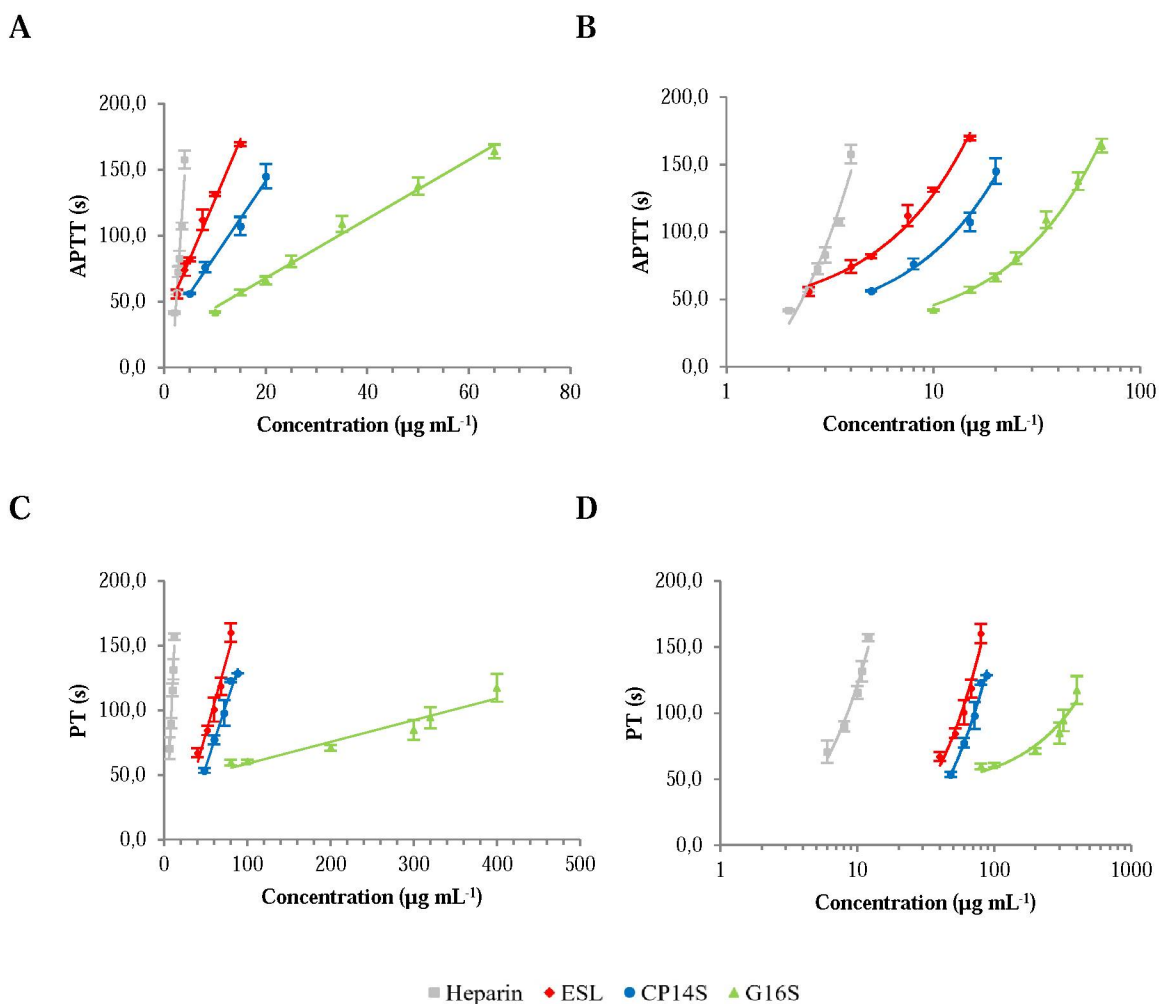 A
B
200,0
150,0
100,0
50,0
0,0
APTT (s)
0
20
40
60
80
Concentration (µg mL-1)
200,0
150,0
100,0
50,0
0,0
APTT (s)
1
10
100
Concentration (µg mL-1)
C
D
200,0
150,0
100,0
50,0
0,0
PT (s)
0
100
200
300
400
500
Concentration (µg mL-1)
200,0
150,0
100,0
50,0
0,0
PT (s)
1
10
100
1000
Concentration (µg mL-1)
Heparin ESL CP14S G16S